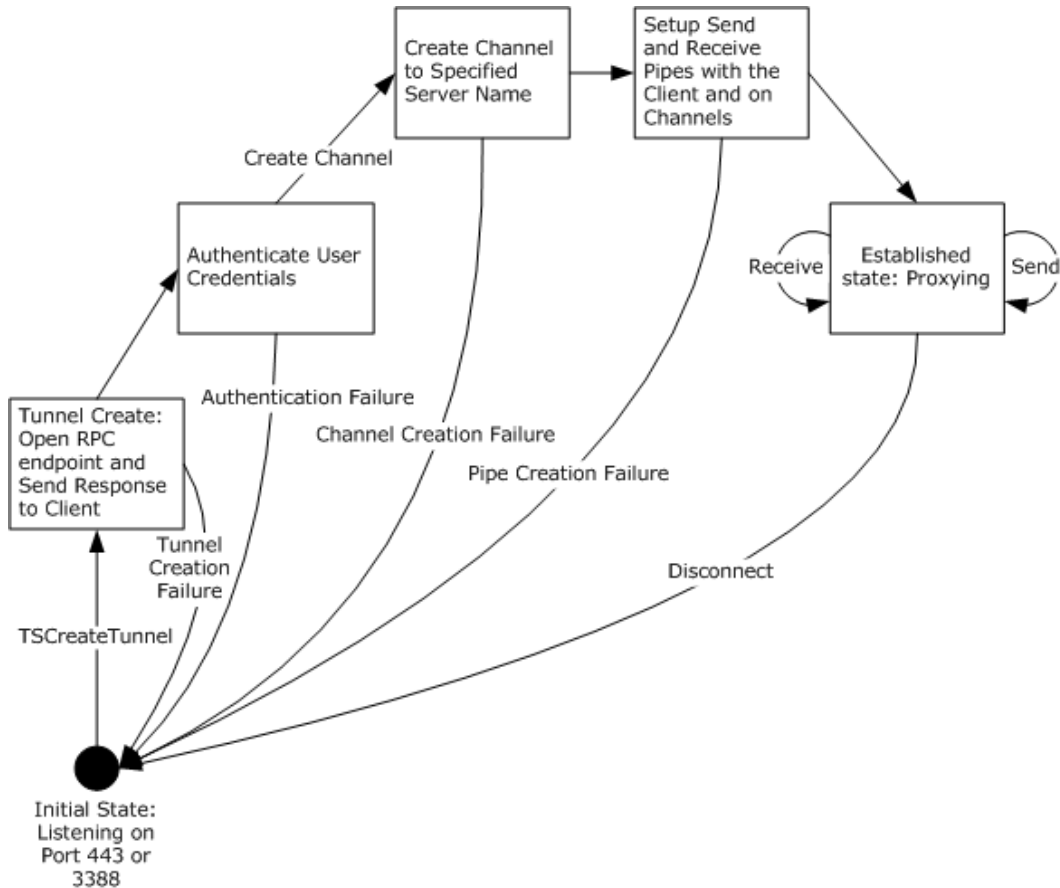 Create Channel
to Specified
Server Name
Setup Send
and Receive
Pipes with the
Client and on
Channels
Create Channel
Authenticate User
Credentials
Receive
Established
state: Proxying
Send
Authentication Failure
Tunnel Create:
Open RPC
endpoint and
Send Response
to Client
Channel Creation Failure
Pipe Creation Failure
Tunnel
Creation
Failure
Disconnect
TSCreateTunnel
Initial State:
Listening on
Port 443 or
3388